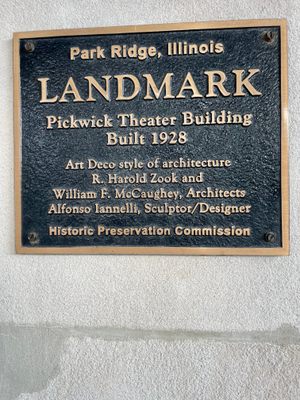 Park Ridge, Illinois
LANDMARK
Pickwick Theater Building
Built 1928
Art Deco style of architecture
R. Harold Zook and
William F. McCaughey, Architects
Alfonso Iannelli, Sculptor/Designer
Historic Preservation Commission